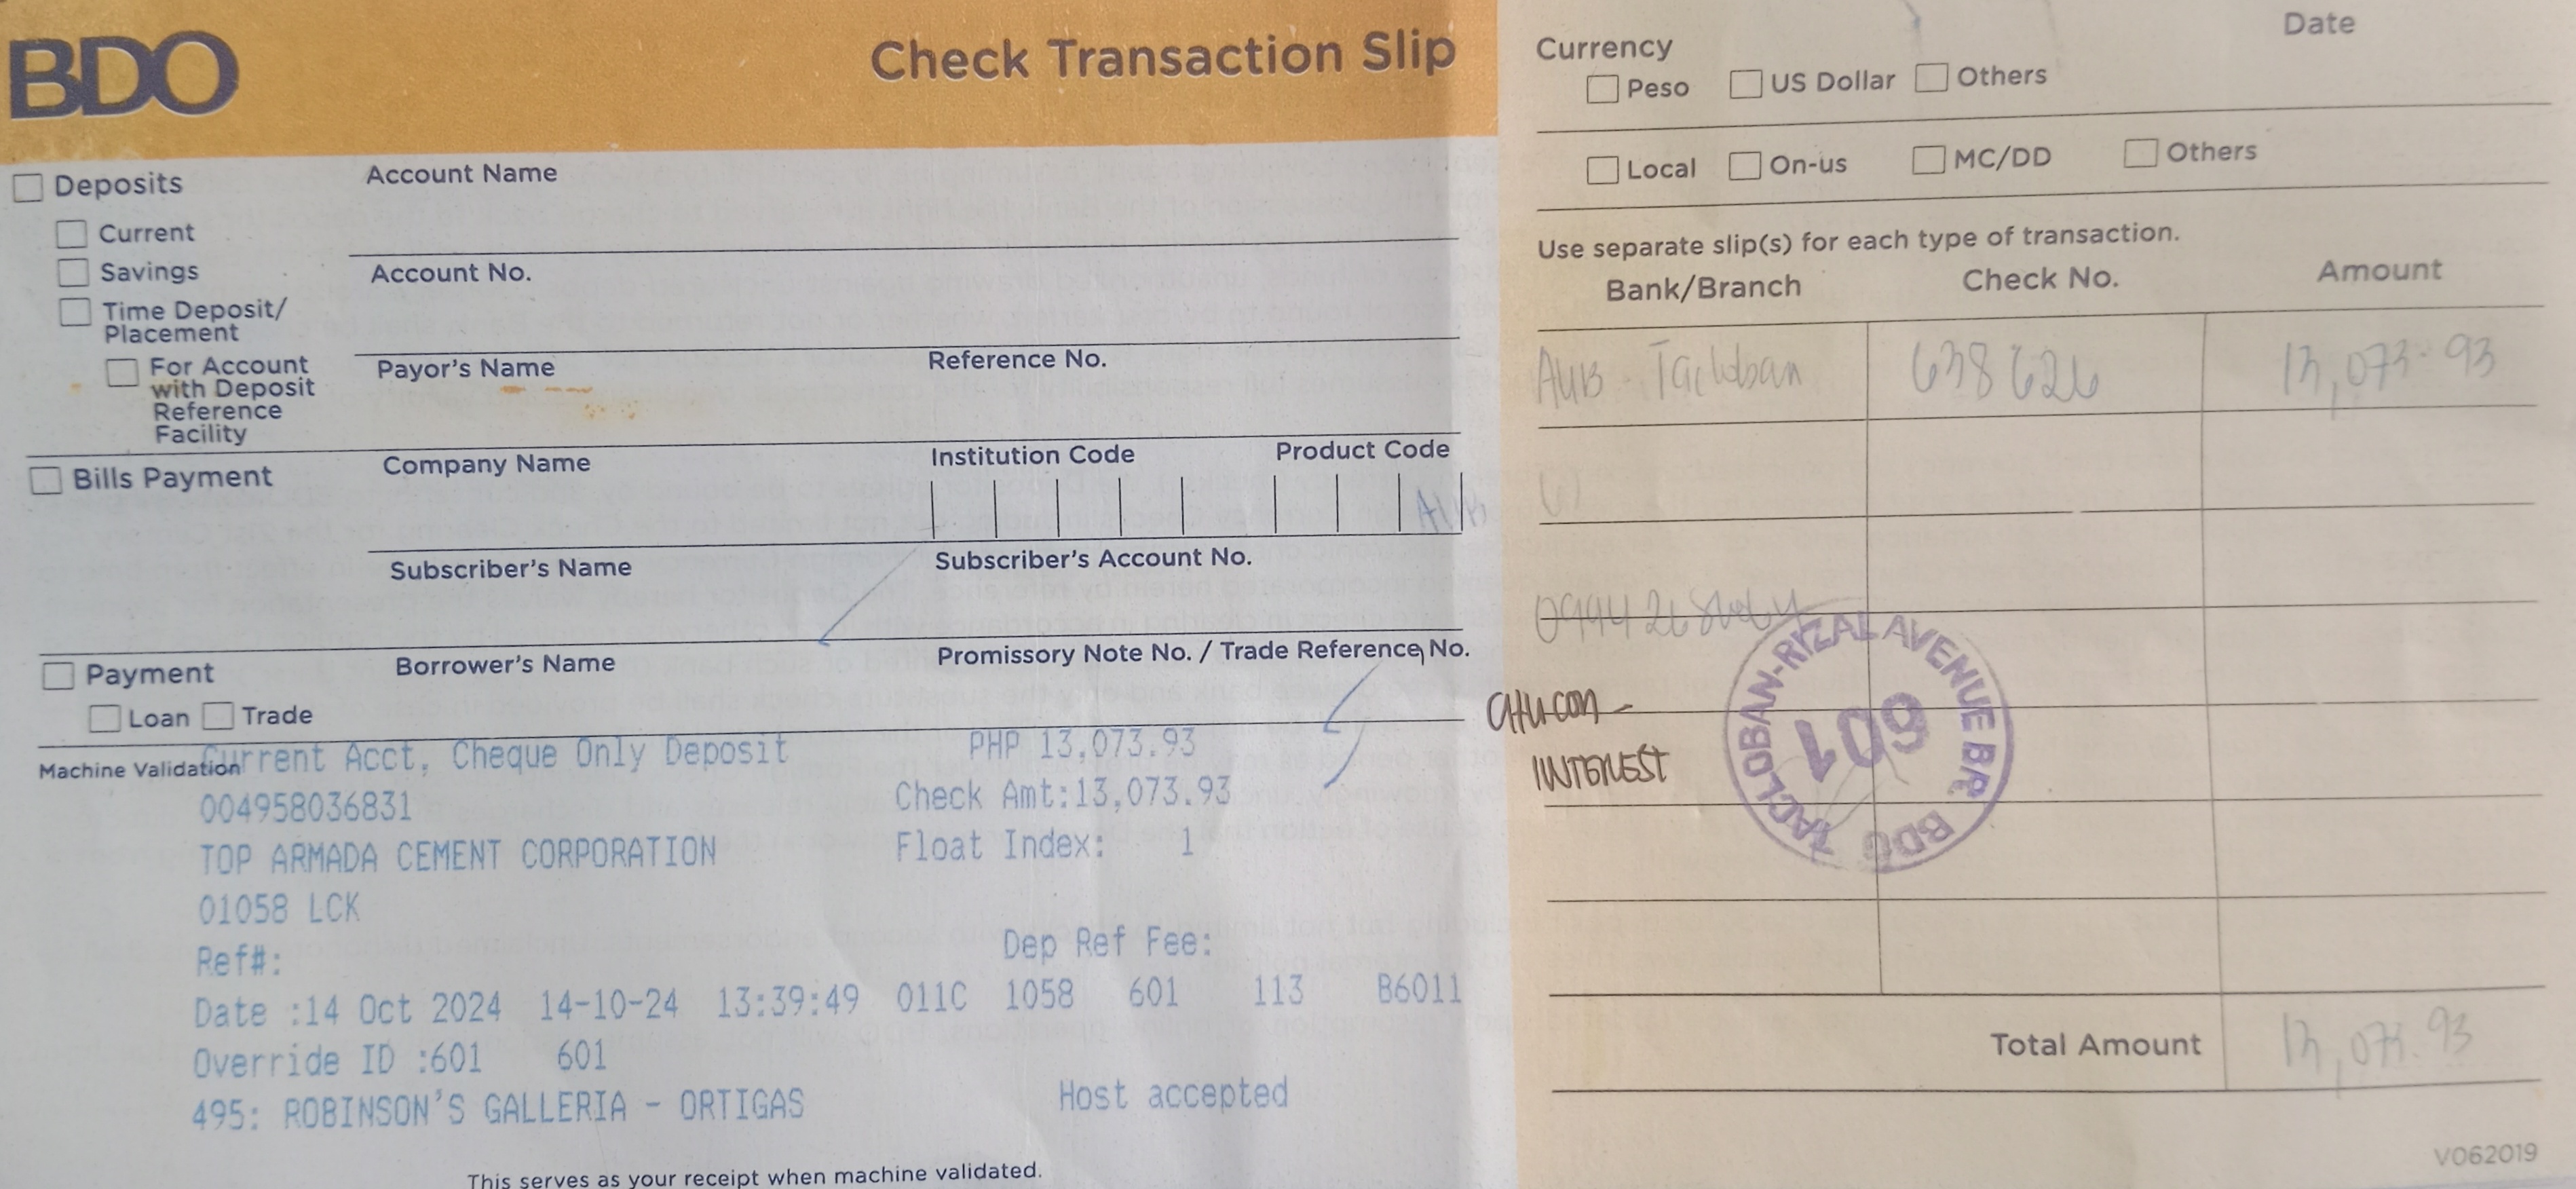 BDO
Check Transaction Slip
Deposits
Current
Savings
Time Deposit/
Placement
For Account
with Deposit
Reference
Facility
Account Name
Account No.
Payor's Name Reference No.
Bills Payment
Company Name Institution Code Product Code
AUB
Subscriber's Name Subscriber's Account No.
Payment
Loan Trade
Borrower's Name Promissory Note No. / Trade Reference No.
Machine Validation
Current Acct, Cheque Only Deposit PHP 13,073.93
004958036831 Check Amt:13,073.93
TOP ARMADA CEMENT CORPORATION Float Index: 1
01058 LCK
Ref#: Dep Ref Fee:
Date :14 Oct 2024 14-10-24 13:39:49 011C 1058 601 113 B6011
Override ID :601 601
495: ROBINSON'S GALLERIA - ORTIGAS Host accepted
This serves as your receipt when machine validated.
Currency Date
Peso US Dollar Others
Local On-us MC/DD Others
Use separate slip(s) for each type of transaction.
Bank/Branch Check No. Amount
AUB - Tacloban 638626 13,073.93
INTEREST
TACLOBAN-RIZAL AVENUE BR.
601
BDO
Total Amount 13,073.93
V062019